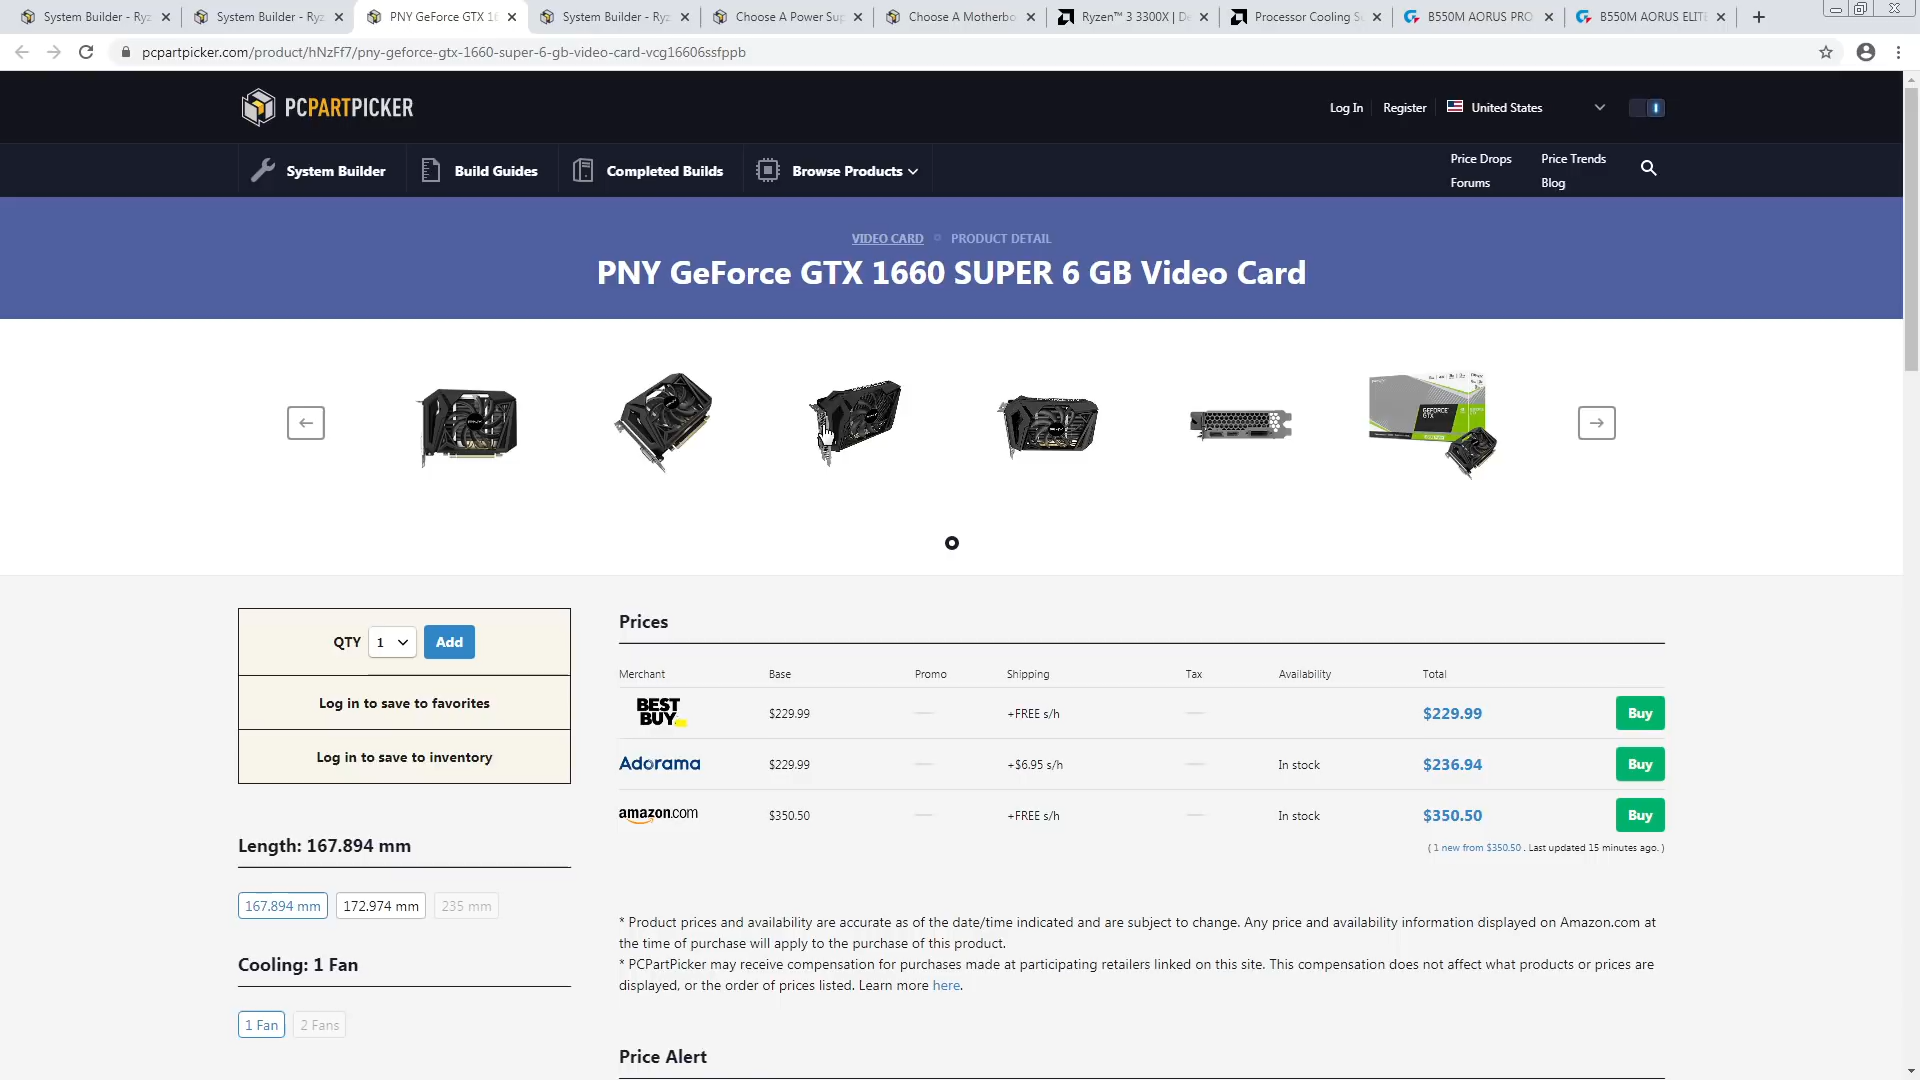 System Builder - Ryz
System Builder - Ryz
PNY GeForce GTX 16
System Builder - Ryz
Choose A Power Sup
Choose A Motherbo
Ryzen™ 3 3300X | De
Processor Cooling So
B550M AORUS PRO
B550M AORUS ELITE
pcpartpicker.com/product/hNzFf7/pny-geforce-gtx-1660-super-6-gb-video-card-vcg16606ssfppb
PCPARTPICKER
Log In
Register
United States
System Builder
Build Guides
Completed Builds
Browse Products
Price Drops
Price Trends
Forums
Blog
VIDEO CARD
PRODUCT DETAIL
PNY GeForce GTX 1660 SUPER 6 GB Video Card
GEFORCE
GTX
QTY 1 Add
Log in to save to favorites
Log in to save to inventory
Length: 167.894 mm
167.894 mm 172.974 mm 235 mm
Cooling: 1 Fan
1 Fan 2 Fans
Prices
Merchant Base Promo Shipping Tax Availability Total
BEST BUY $229.99 — +FREE s/h — $229.99 Buy
Adorama $229.99 — +$6.95 s/h — In stock $236.94 Buy
amazon.com $350.50 — +FREE s/h — In stock $350.50 Buy
( 1 new from $350.50 . Last updated 15 minutes ago. )
* Product prices and availability are accurate as of the date/time indicated and are subject to change. Any price and availability information displayed on Amazon.com at
the time of purchase will apply to the purchase of this product.
* PCPartPicker may receive compensation for purchases made at participating retailers linked on this site. This compensation does not affect what products or prices are
displayed, or the order of prices listed. Learn more here.
Price Alert